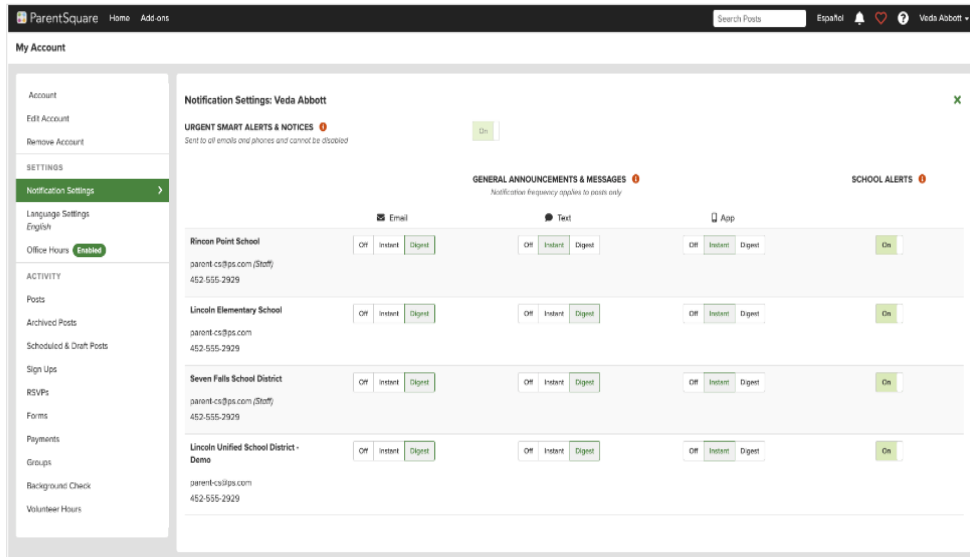 ParentSquare Home Add-ons Search Posts Español ? Veda Abbott
My Account
Account
Edit Account
Remove Account
SETTINGS
Notification Settings
Language Settings
English
Office Hours Enabled
ACTIVITY
Posts
Archived Posts
Scheduled & Draft Posts
Sign Ups
RSVPs
Forms
Payments
Groups
Background Check
Volunteer Hours
Notification Settings: Veda Abbott X
URGENT SMART ALERTS & NOTICES On
Sent to all emails and phones and cannot be disabled
GENERAL ANNOUNCEMENTS & MESSAGES SCHOOL ALERTS
Notification frequency applies to posts only
Email Text App
Rincon Point School Off Instant Digest Off Instant Digest Off Instant Digest On
parent-cs@ps.com (Staff)
452-555-2929
Lincoln Elementary School Off Instant Digest Off Instant Digest Off Instant Digest On
parent-cs@ps.com
452-555-2929
Seven Falls School District Off Instant Digest Off Instant Digest Off Instant Digest On
parent-cs@ps.com (Staff)
452-555-2929
Lincoln Unified School District - Off Instant Digest Off Instant Digest Off Instant Digest On
Demo
parent-cs@ps.com
452-555-2929